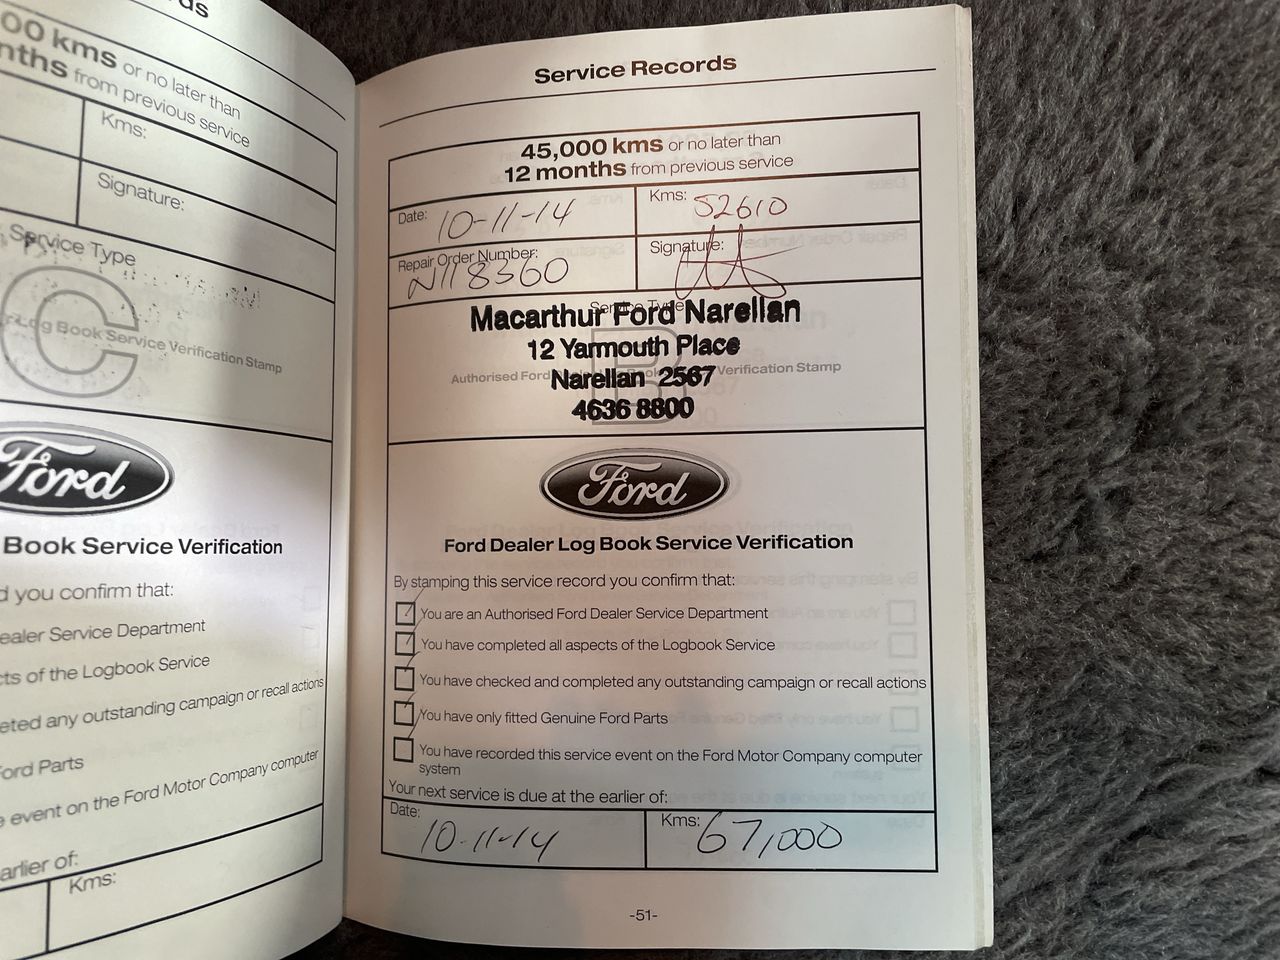 00 kms or no later than
nths from previous service
Kms:
Signature:
Service Type
C
Log Book Service Verification Stamp
Ford
Book Service Verification
d you confirm that:
ealer Service Department
cts of the Logbook Service
eted any outstanding campaign or recall actions
Ford Parts
e event on the Ford Motor Company computer
earlier of:
Kms:
Service Records
45,000 kms or no later than
12 months from previous service
Date: 10-11-14
Kms: 52610
Repair Order Number: N118360
Signature:
Service Type
Macarthur Ford Narellan
12 Yarmouth Place
Authorised Ford Verification Stamp
B
Narellan 2567
4636 8800
Ford
Ford Dealer Log Book Service Verification
By stamping this service record you confirm that:
You are an Authorised Ford Dealer Service Department
You have completed all aspects of the Logbook Service
You have checked and completed any outstanding campaign or recall actions
You have only fitted Genuine Ford Parts
You have recorded this service event on the Ford Motor Company computer
system
Your next service is due at the earlier of:
Date: 10-11-14
Kms: 67,000
-51-